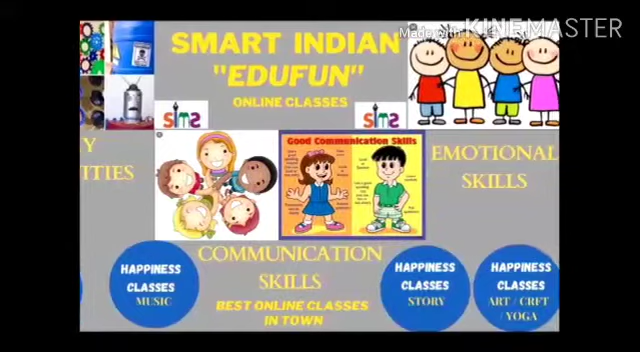 Made with KINEMASTER
SMART INDIAN
"EDUFUN"
ONLINE CLASSES
sims
sims
Good Communication Skills
Y
ITIES
EMOTIONAL
SKILLS
COMMUNICATION
SKILLS
BEST ONLINE CLASSES
IN TOWN
HAPPINESS
CLASSES
MUSIC
HAPPINESS
CLASSES
STORY
HAPPINESS
CLASSES
ART / CRFT
/ YOGA